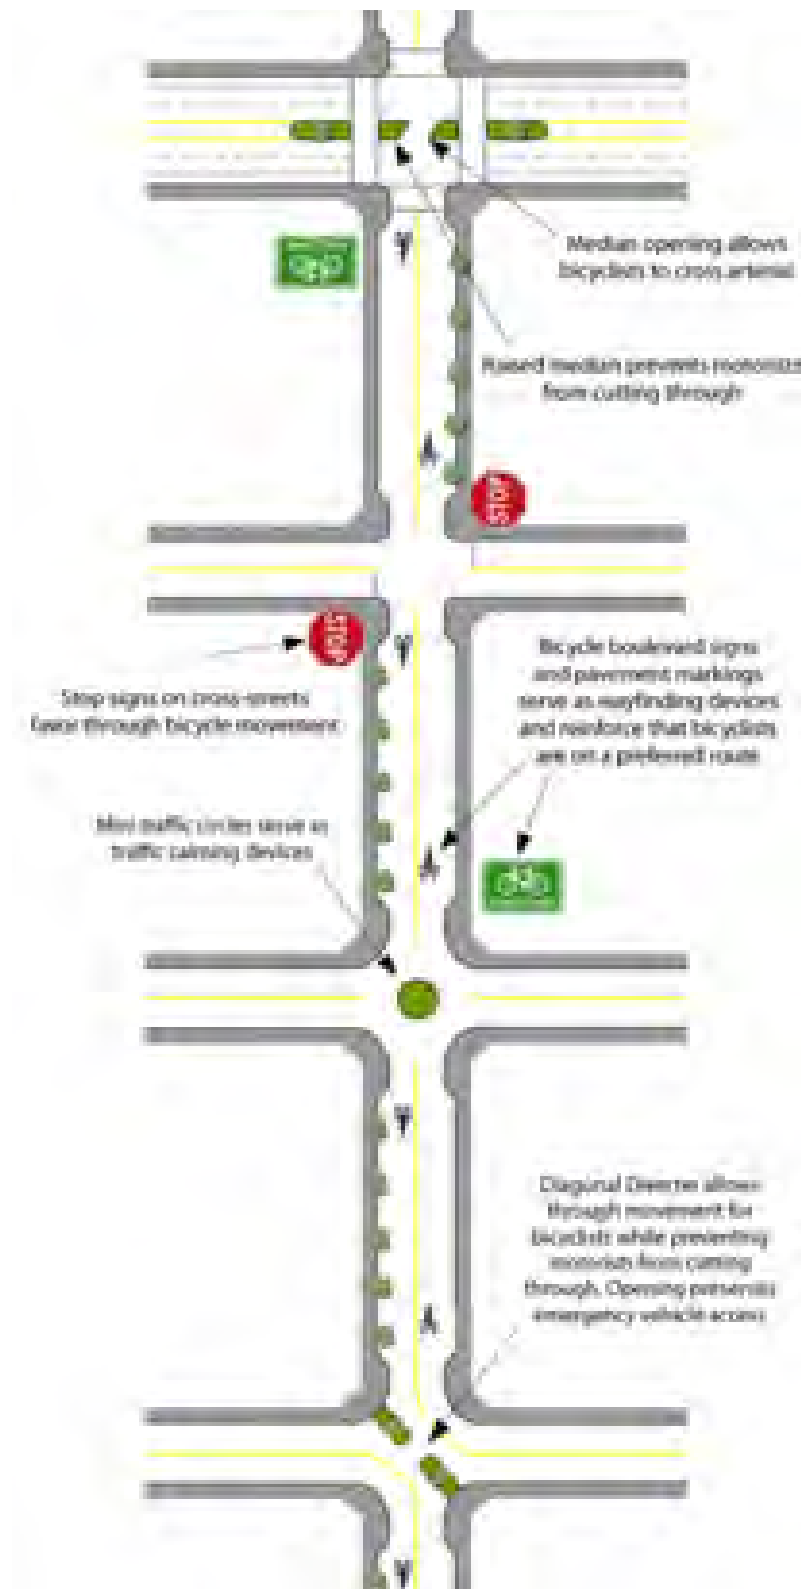 Median opening allows
bicyclists to cross arterial
Raised median prevents motorists
from cutting through
STOP
STOP
Stop signs on cross-streets
favor through bicycle movement
Bicycle boulevard signs
and pavement markings
serve as wayfinding devices
and reinforce that bicyclists
are on a preferred route
Mini traffic circles serve as
traffic calming devices
Diagonal Diverter allows
through movement for
bicyclists while preventing
motorists from cutting
through. Opening preserves
emergency vehicle access